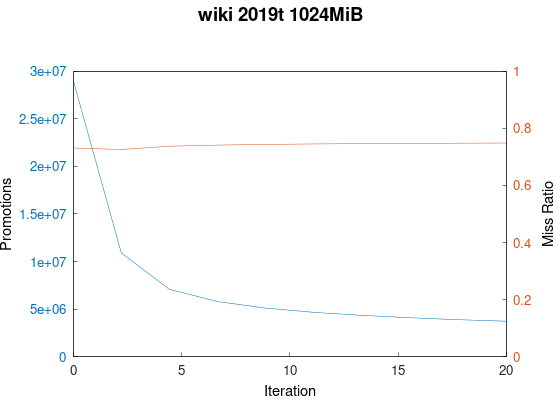 wiki 2019t 1024MiB
3e+07
2.5e+07
2e+07
1.5e+07
1e+07
5e+06
0
Promotions
1
0.8
0.6
0.4
0.2
0
Miss Ratio
0 5 10 15 20
Iteration